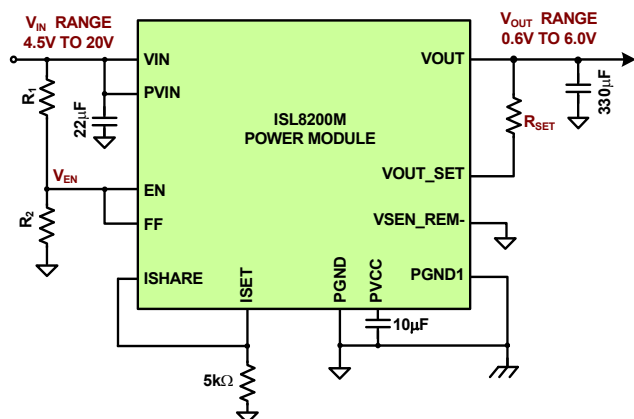 VIN RANGE
4.5V TO 20V
VOUT RANGE
0.6V TO 6.0V
VIN
PVIN
VOUT
R1
22µF
ISL8200M
POWER MODULE
RSET
330µF
VEN
EN
FF
VOUT_SET
R2
VSEN_REM-
ISHARE
ISET
PGND
PVCC
PGND1
10µF
5kΩ